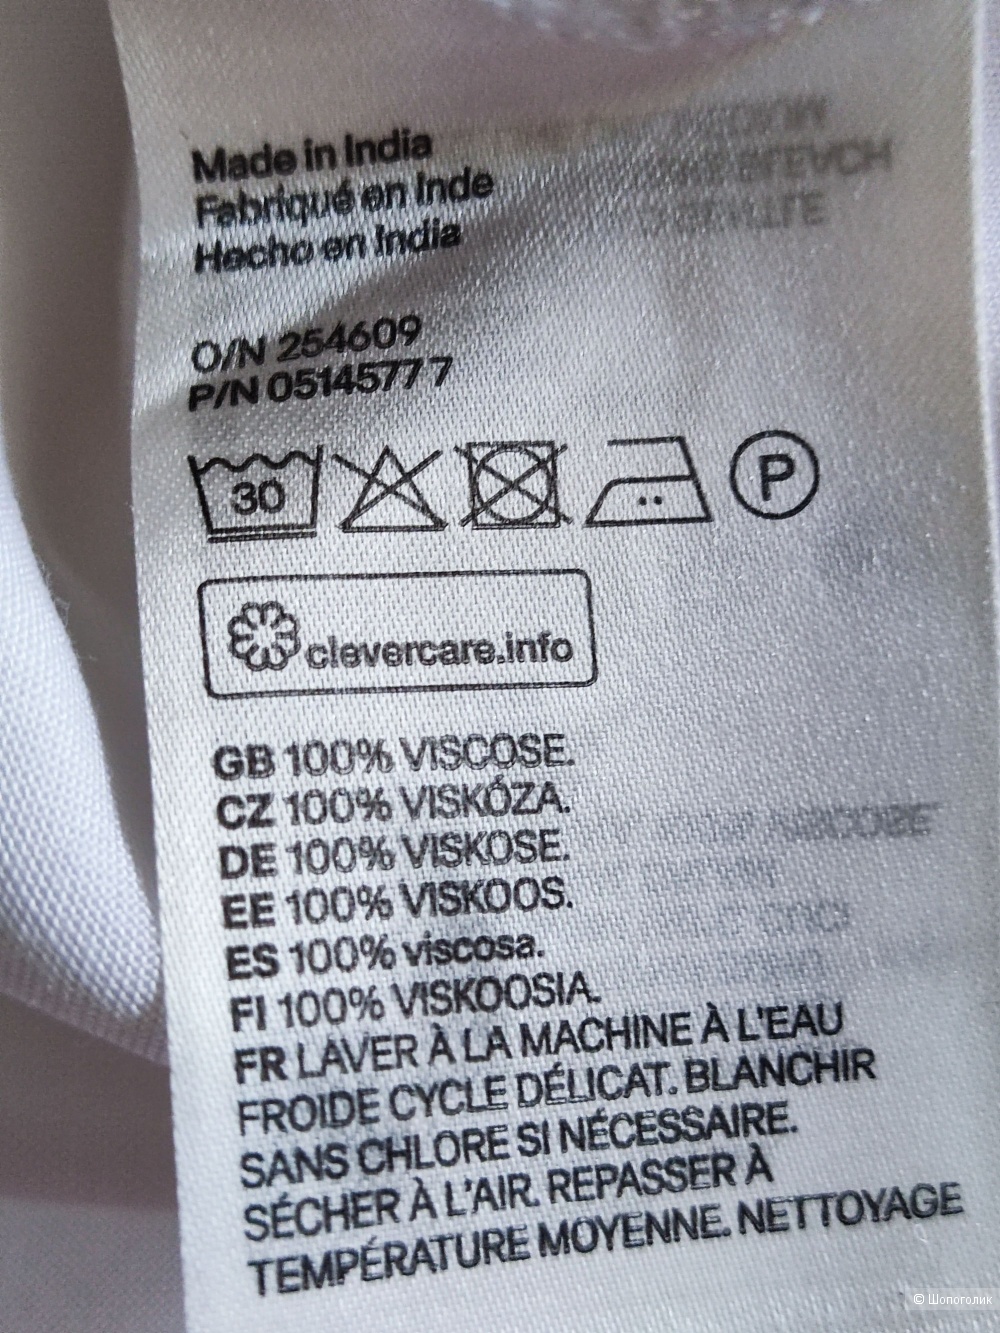 Made in India
Fabriqué en Inde
Hecho en India
O/N 254609
P/N 05145777
30
P
clevercare.info
GB 100% VISCOSE.
CZ 100% VISKÓZA.
DE 100% VISKOSE.
EE 100% VISKOOS.
ES 100% viscosa.
FI 100% VISKOOSIA.
FR LAVER À LA MACHINE À L'EAU
FROIDE CYCLE DÉLICAT. BLANCHIR
SANS CHLORE SI NÉCESSAIRE.
SÉCHER À L'AIR. REPASSER À
TEMPÉRATURE MOYENNE. NETTOYAGE
© Шопоголик